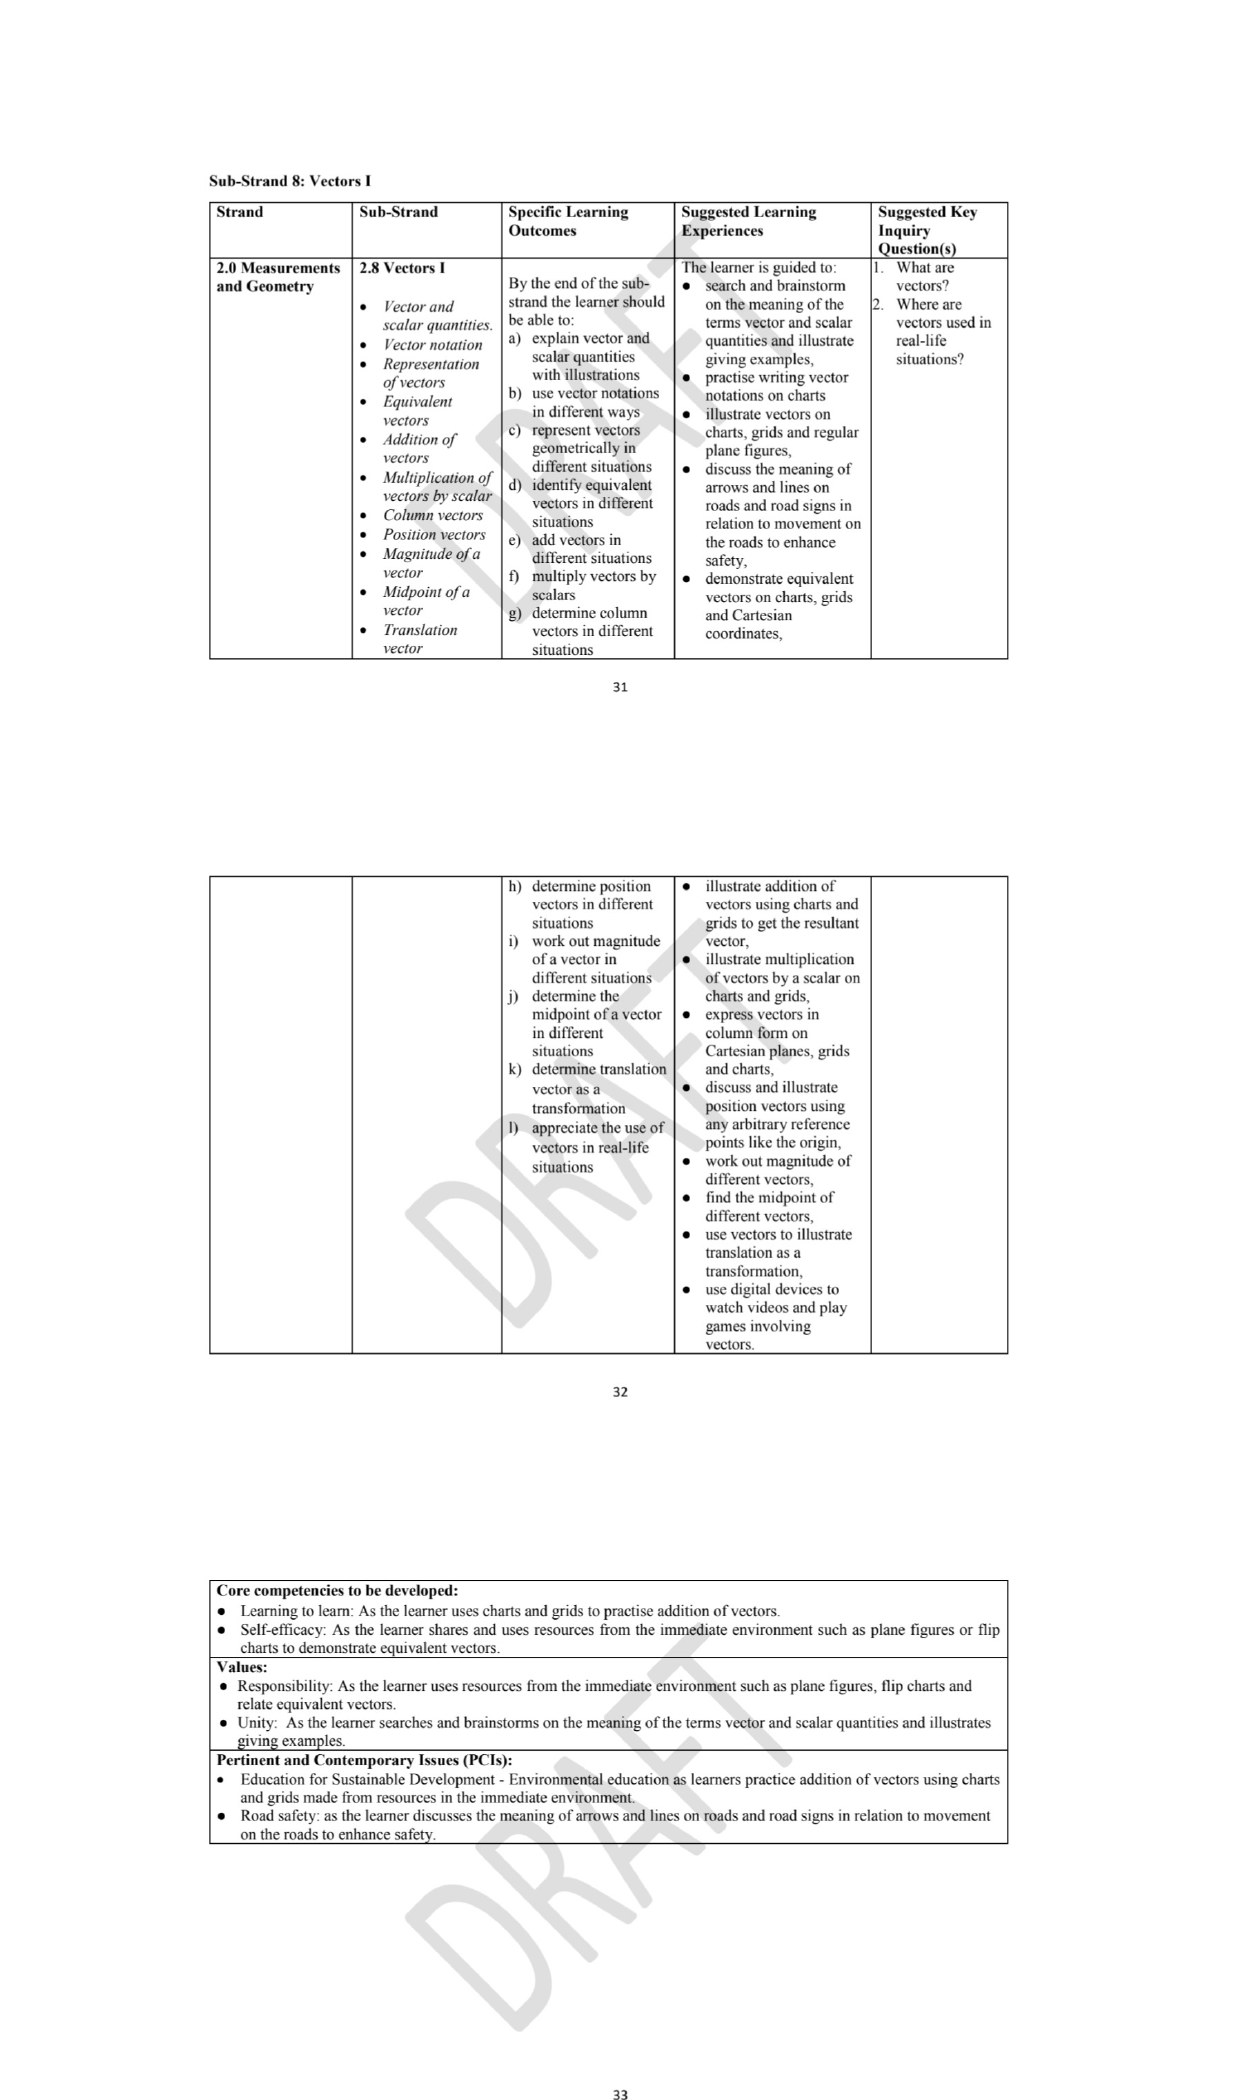 Sub-Strand 8: Vectors I
Strand
Sub-Strand
Specific Learning
Outcomes
Suggested Learning
Experiences
Suggested Key
Inquiry
Question(s)
2.0 Measurements
and Geometry
2.8 Vectors I
• Vector and
scalar quantities.
• Vector notation
• Representation
of vectors
• Equivalent
vectors
• Addition of
vectors
• Multiplication of
vectors by scalar
• Column vectors
• Position vectors
• Magnitude of a
vector
• Midpoint of a
vector
• Translation
vector
By the end of the sub-
strand the learner should
be able to:
a) explain vector and
scalar quantities
with illustrations
b) use vector notations
in different ways
c) represent vectors
geometrically in
different situations
d) identify equivalent
vectors in different
situations
e) add vectors in
different situations
f) multiply vectors by
scalars
g) determine column
vectors in different
situations
The learner is guided to:
• search and brainstorm
on the meaning of the
terms vector and scalar
quantities and illustrate
giving examples,
• practise writing vector
notations on charts
• illustrate vectors on
charts, grids and regular
plane figures,
• discuss the meaning of
arrows and lines on
roads and road signs in
relation to movement on
the roads to enhance
safety,
• demonstrate equivalent
vectors on charts, grids
and Cartesian
coordinates,
1. What are
vectors?
2. Where are
vectors used in
real-life
situations?
DRAFT
31
h) determine position
vectors in different
situations
i) work out magnitude
of a vector in
different situations
j) determine the
midpoint of a vector
in different
situations
k) determine translation
vector as a
transformation
l) appreciate the use of
vectors in real-life
situations
• illustrate addition of
vectors using charts and
grids to get the resultant
vector,
• illustrate multiplication
of vectors by a scalar on
charts and grids,
• express vectors in
column form on
Cartesian planes, grids
and charts,
• discuss and illustrate
position vectors using
any arbitrary reference
points like the origin,
• work out magnitude of
different vectors,
• find the midpoint of
different vectors,
• use vectors to illustrate
translation as a
transformation,
• use digital devices to
watch videos and play
games involving
vectors.
DRAFT
32
Core competencies to be developed:
• Learning to learn: As the learner uses charts and grids to practise addition of vectors.
• Self-efficacy: As the learner shares and uses resources from the immediate environment such as plane figures or flip
charts to demonstrate equivalent vectors.
Values:
• Responsibility: As the learner uses resources from the immediate environment such as plane figures, flip charts and
relate equivalent vectors.
• Unity: As the learner searches and brainstorms on the meaning of the terms vector and scalar quantities and illustrates
giving examples.
Pertinent and Contemporary Issues (PCIs):
• Education for Sustainable Development - Environmental education as learners practice addition of vectors using charts
and grids made from resources in the immediate environment.
• Road safety: as the learner discusses the meaning of arrows and lines on roads and road signs in relation to movement
on the roads to enhance safety.
DRAFT
33